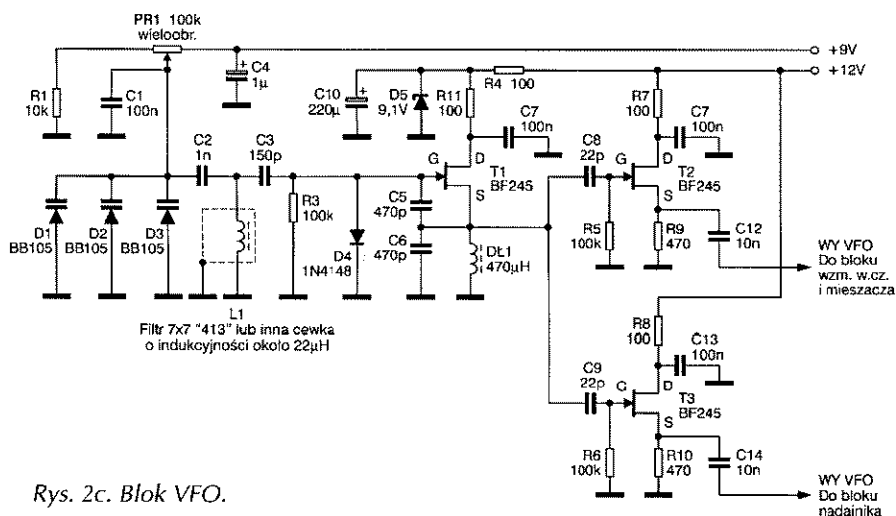 PR1 100k
wieloobr.
+9V
+12V
R1
10k
C1
100n
C4
1µ
C10
220µ
D5
9,1V
R11
100
R4 100
C7
100n
R7
100
C7
100n
C2
1n
C3
150p
G
D
S
T1
BF245
C8
22p
G
D
S
T2
BF245
D1
BB105
D2
BB105
D3
BB105
R3
100k
D4
1N4148
C5
470p
C6
470p
DŁ1
470µH
R5
100k
R9
470
C12
10n
WY VFO
Do bloku
wzm. w.cz.
i mieszacza
L1
Filtr 7x7 "413" lub inna cewka
o indukcyjności około 22µH
R8
100
C13
100n
C9
22p
G
D
S
T3
BF245
R6
100k
R10
470
C14
10n
WY VFO
Do bloku
nadajnika
Rys. 2c. Blok VFO.